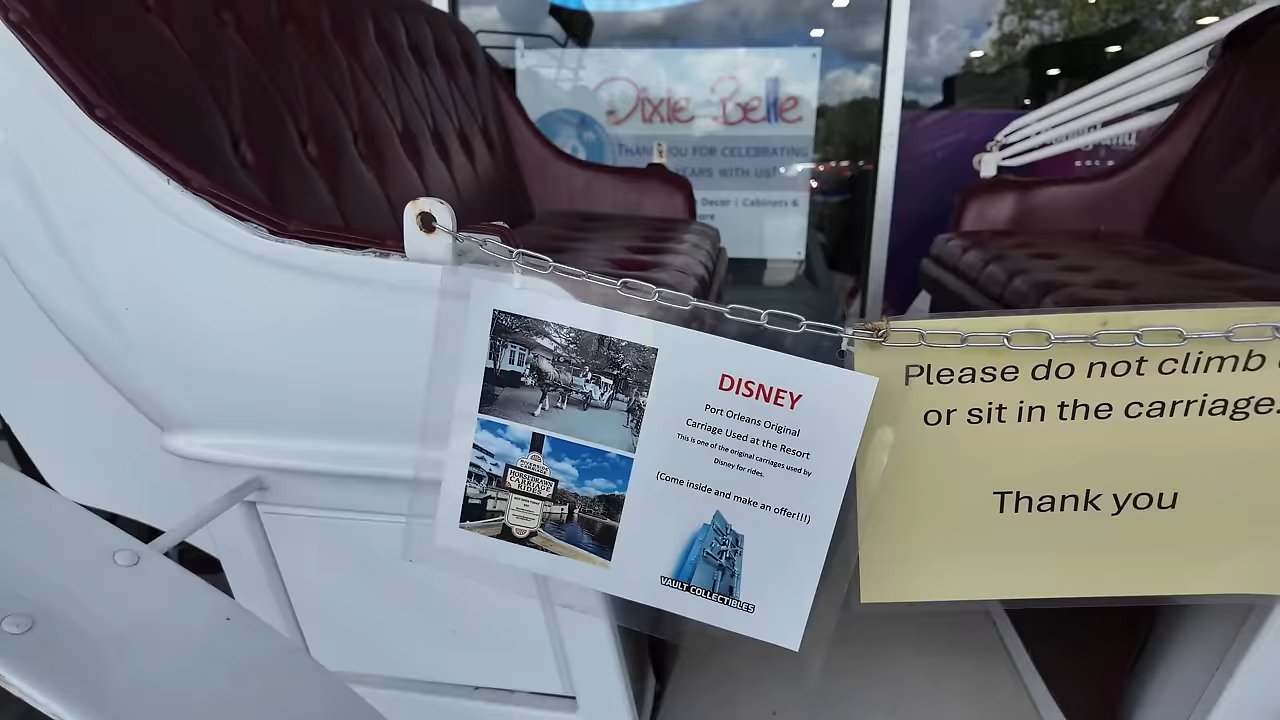 Dixie Belle
THANK YOU FOR CELEBRATING
YEARS WITH US!
Decor | Cabinets &
DISNEY
Port Orleans Original
Carriage Used at the Resort
This is one of the original carriages used by
Disney for rides.
(Come inside and make an offer!!!)
VAULT COLLECTIBLES
HORSEDRAWN
CARRIAGE
RIDES
Please do not climb
or sit in the carriage.
Thank you